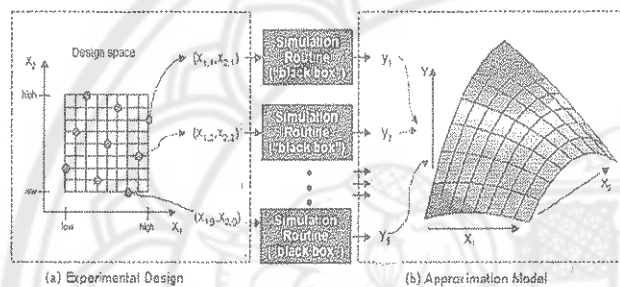 Design space
X₂
high
low
low
high
X₁
(X₁,₁,X₂,₁)
(X₁,₂,X₂,₂)
(X₁,₉,X₂,₉)
Simulation
Routine
("black box")
Simulation
Routine
("black box")
Simulation
Routine
("black box")
y₁
y₂
y₉
Y
X₁
X₂
(a) Experimental Design
(b) Approximation Model